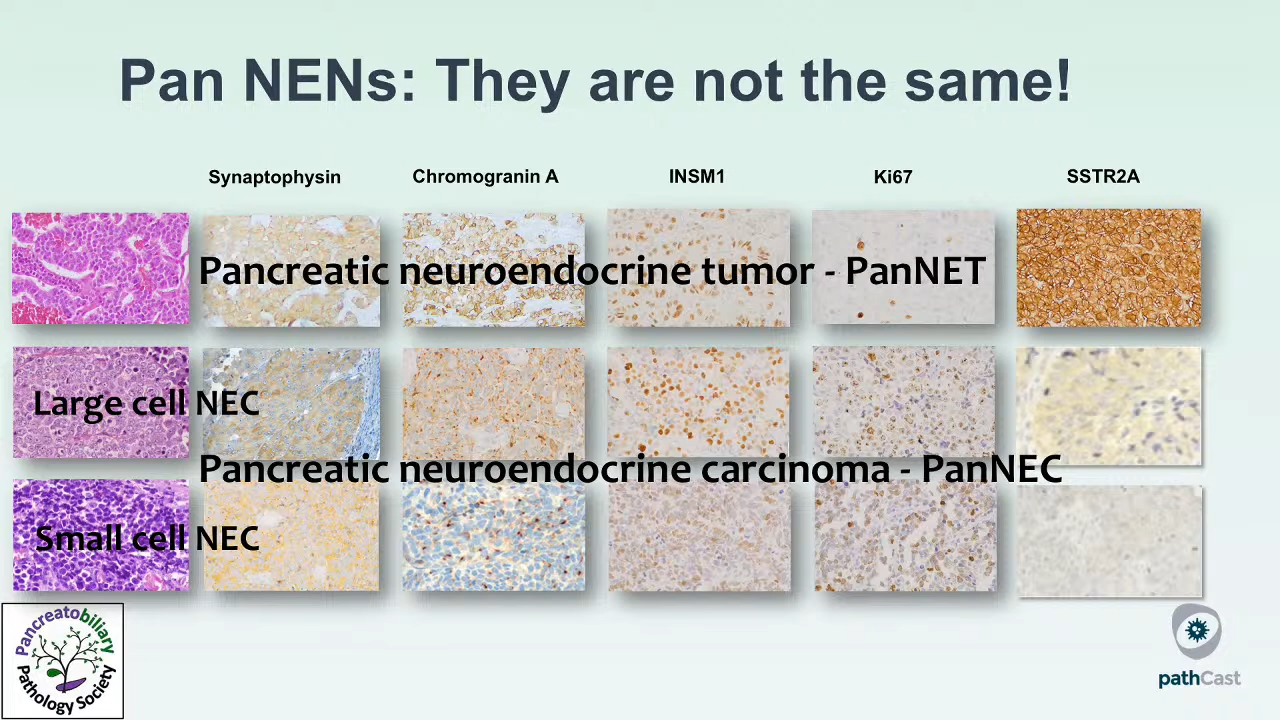 Pan NENs: They are not the same!
Synaptophysin
Chromogranin A
INSM1
Ki67
SSTR2A
Pancreatic neuroendocrine tumor - PanNET
Large cell NEC
Pancreatic neuroendocrine carcinoma - PanNEC
Small cell NEC
Pancreatobiliary
Pathology Society
pathCast